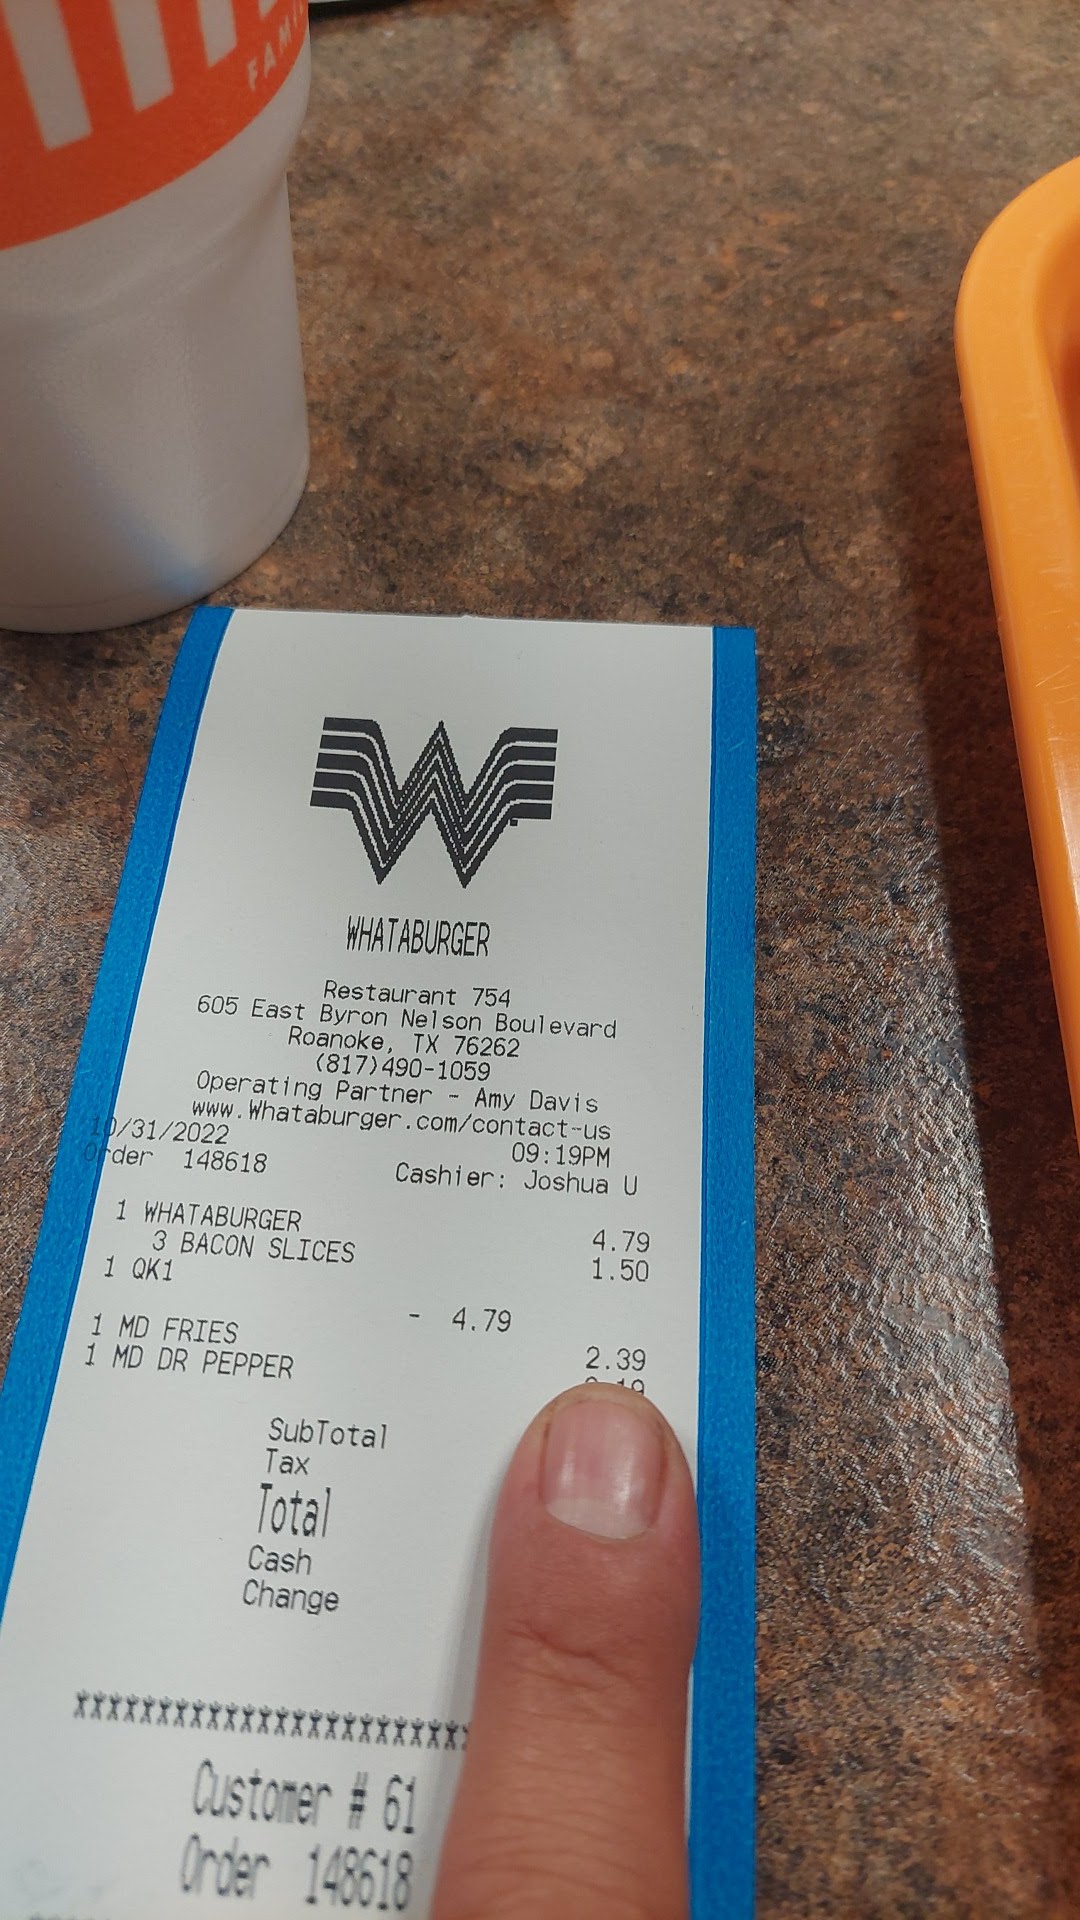 FAMI
WHATABURGER
Restaurant 754
605 East Byron Nelson Boulevard
Roanoke, TX 76262
(817)490-1059
Operating Partner - Amy Davis
www.Whataburger.com/contact-us
10/31/2022 09:19PM
Order 148618 Cashier: Joshua U
1 WHATABURGER 4.79
3 BACON SLICES 1.50
1 QK1
- 4.79
1 MD FRIES 2.39
1 MD DR PEPPER
SubTotal
Tax
Total
Cash
Change
Customer # 61
Order 148618